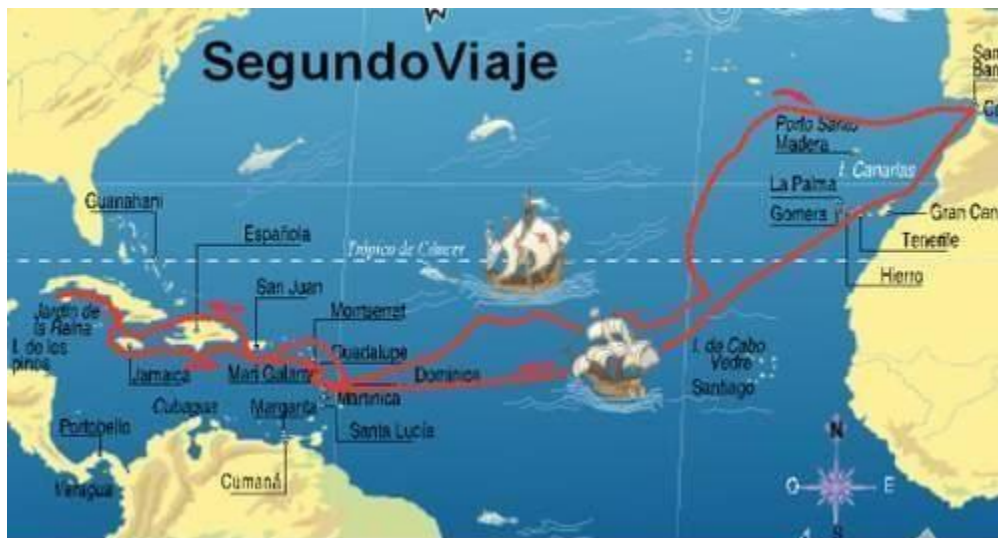 SegundoViaje
Porto Santo
Madera
I. Canarias
La Palma
Gomera
Gran Can
Tenerife
Hierro
Guanahani
Española
Trópico de Cáncer
San Juan
Montserrat
Jardín de
la Reina
I. de los
pinos
Guadalupe
Jamaica
Mari Galany
Dominica
Martinica
I. de Cabo
Vedre
Santiago
Cubagua
Margarita
Santa Lucía
Portobello
Veragua
Cumaná
N
O
E
S